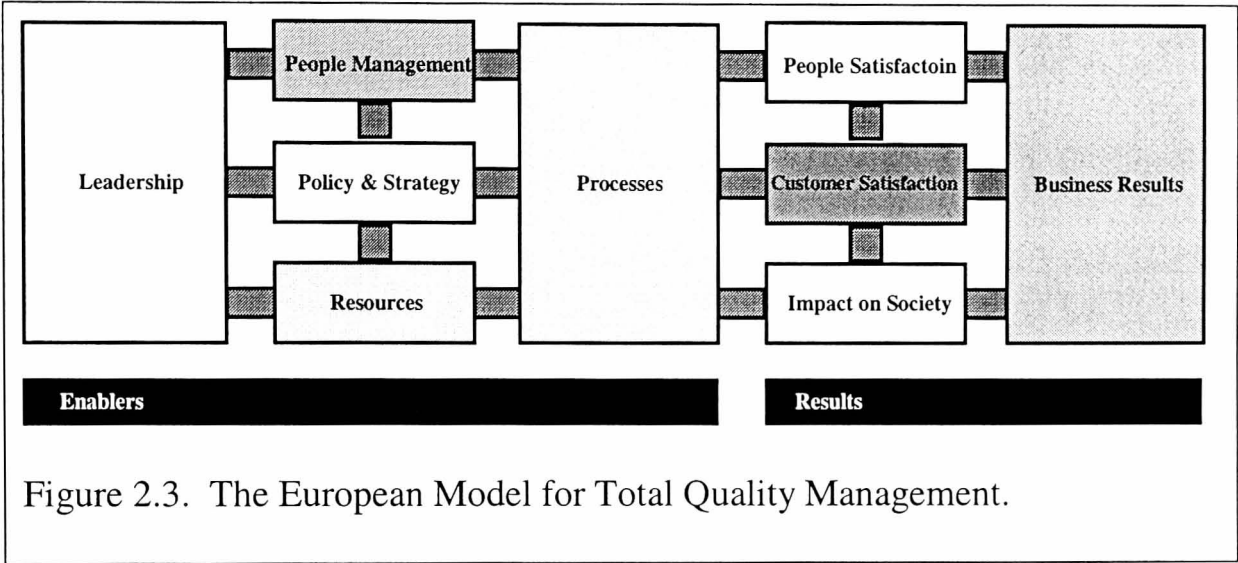 People Management
People Satisfactoin
Leadership
Policy & Strategy
Processes
Customer Satisfaction
Business Results
Resources
Impact on Society
Enablers
Results
Figure 2.3. The European Model for Total Quality Management.